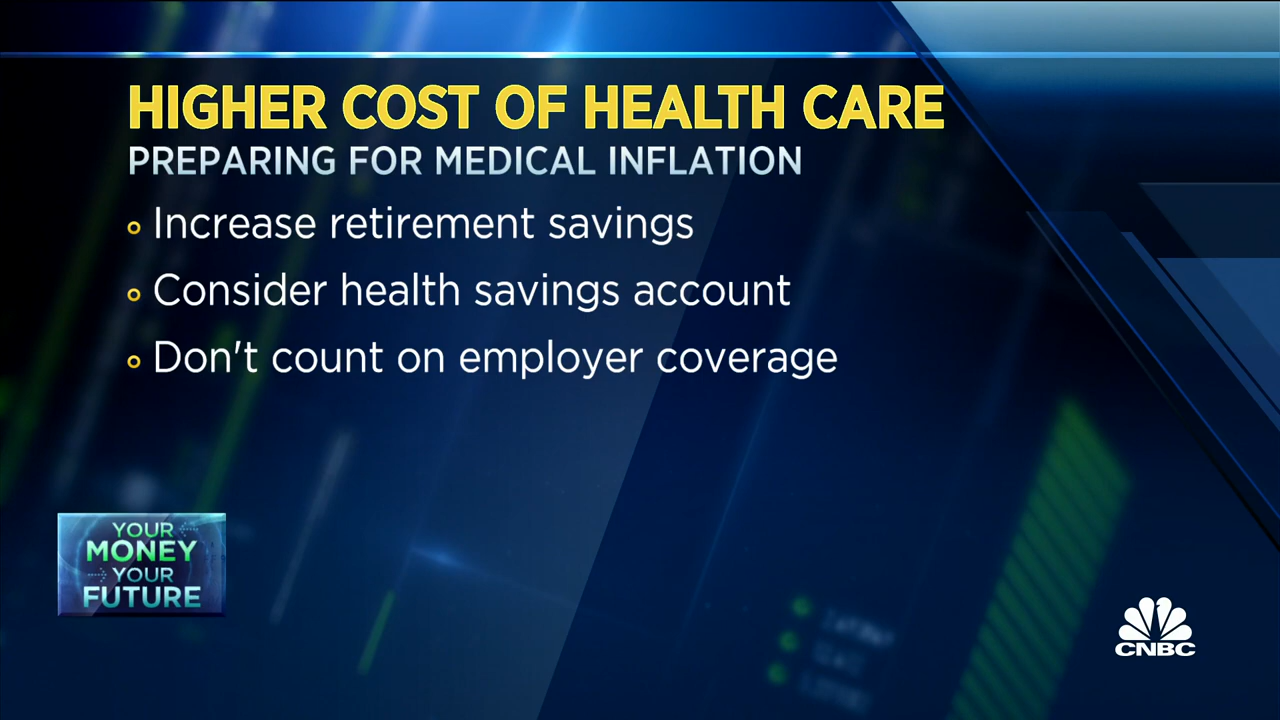 HIGHER COST OF HEALTH CARE
PREPARING FOR MEDICAL INFLATION
Increase retirement savings
Consider health savings account
Don't count on employer coverage
YOUR
MONEY
YOUR
FUTURE
CNBC